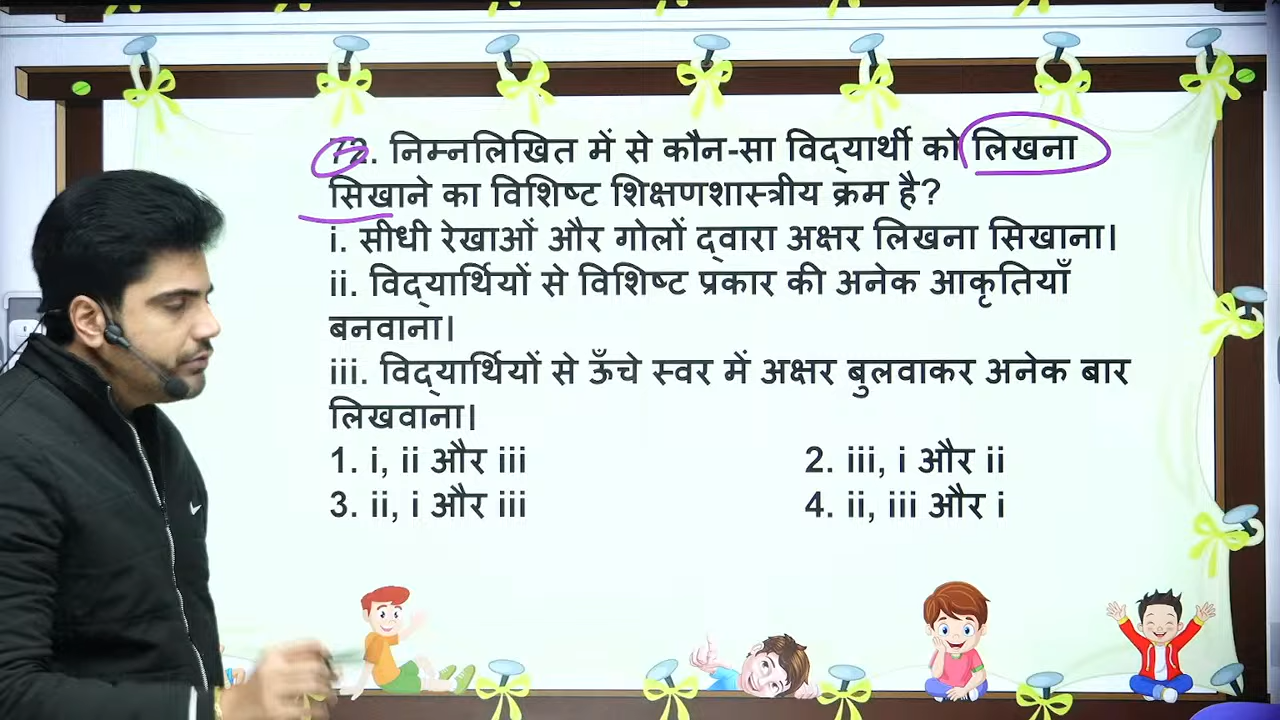 72. निम्नलिखित में से कौन-सा विद्यार्थी को लिखना
सिखाने का विशिष्ट शिक्षणशास्त्रीय क्रम है?
i. सीधी रेखाओं और गोलों द्वारा अक्षर लिखना सिखाना।
ii. विद्यार्थियों से विशिष्ट प्रकार की अनेक आकृतियाँ
बनवाना।
iii. विद्यार्थियों से ऊँचे स्वर में अक्षर बुलवाकर अनेक बार
लिखवाना।
1. i, ii और iii 2. iii, i और ii
3. ii, i और iii 4. ii, iii और i